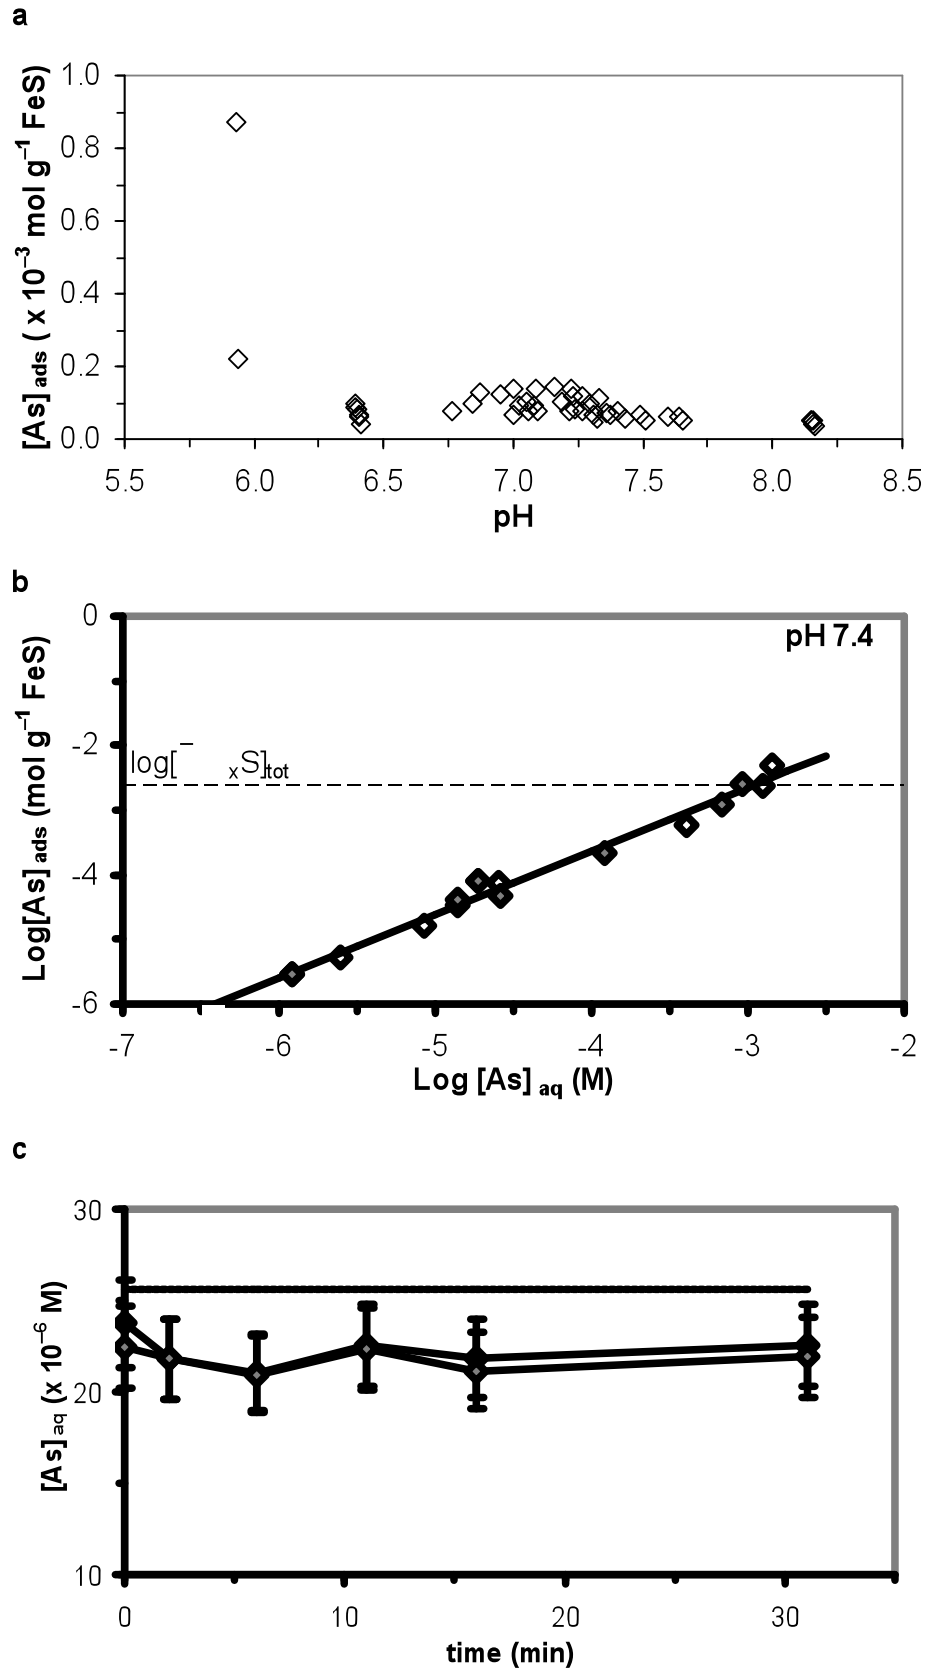 a
[As]ads ( x 10–3 mol g–1 FeS)
1.0
0.8
0.6
0.4
0.2
0.0
5.5 6.0 6.5 7.0 7.5 8.0 8.5
pH
b
Log[As]ads (mol g–1 FeS)
0
-2
-4
-6
pH 7.4
log[– xS]tot
-7 -6 -5 -4 -3 -2
Log [As] aq (M)
c
[As]aq (x 10–6 M)
30
20
10
0 10 20 30
time (min)